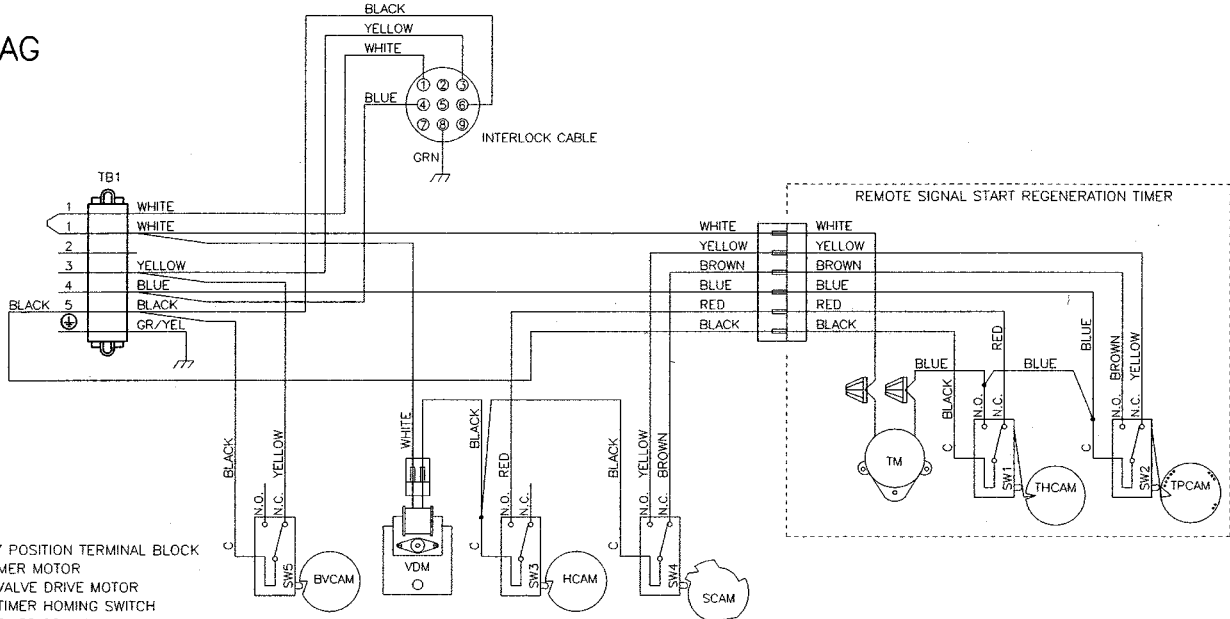 AG
BLACK
YELLOW
WHITE
BLUE
1 2 3
4 5 6
7 8 9
INTERLOCK CABLE
GRN
TB1
1 WHITE
1 WHITE
2
3 YELLOW
4 BLUE
BLACK 5 BLACK
GR/YEL
REMOTE SIGNAL START REGENERATION TIMER
WHITE WHITE
YELLOW YELLOW
BROWN BROWN
BLUE BLUE
RED RED
BLACK BLACK
BLUE
BLACK
RED
BLUE
BLUE
BROWN
YELLOW
N.O.
N.C.
C
SW1
THCAM
TM
N.O.
N.C.
C
SW2
TPCAM
BLACK
YELLOW
N.O.
N.C.
C
SW5
BVCAM
WHITE
VDM
BLACK
RED
N.O.
N.C.
C
SW3
HCAM
BLACK
YELLOW
BROWN
N.O.
N.C.
C
SW4
SCAM
POSITION TERMINAL BLOCK
MER MOTOR
VALVE DRIVE MOTOR
TIMER HOMING SWITCH